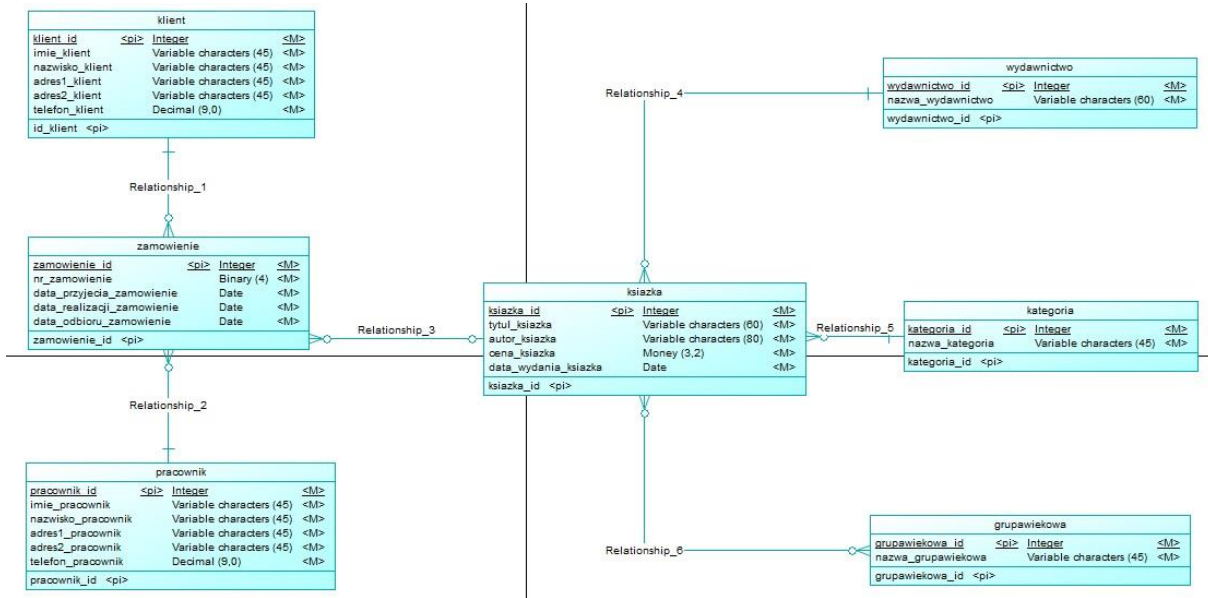 klient
klient_id <pi> Integer <M>
imie_klient Variable characters (45) <M>
nazwisko_klient Variable characters (45) <M>
adres1_klient Variable characters (45) <M>
adres2_klient Variable characters (45) <M>
telefon_klient Decimal (9,0) <M>
id_klient <pi>
Relationship_1
zamowienie
zamowienie_id <pi> Integer <M>
nr_zamowienie Binary (4) <M>
data_przyjecia_zamowienie Date <M>
data_realizacji_zamowienie Date <M>
data_odbioru_zamowienie Date <M>
zamowienie_id <pi>
Relationship_2
pracownik
pracownik_id <pi> Integer <M>
imie_pracownik Variable characters (45) <M>
nazwisko_pracownik Variable characters (45) <M>
adres1_pracownik Variable characters (45) <M>
adres2_pracownik Variable characters (45) <M>
telefon_pracownik Decimal (9,0) <M>
pracownik_id <pi>
Relationship_3
Relationship_4
wydawnictwo
wydawnictwo_id <pi> Integer <M>
nazwa_wydawnictwo Variable characters (60) <M>
wydawnictwo_id <pi>
ksiazka
ksiazka_id <pi> Integer <M>
tytul_ksiazka Variable characters (60) <M>
autor_ksiazka Variable characters (80) <M>
cena_ksiazka Money (3,2) <M>
data_wydania_ksiazka Date <M>
ksiazka_id <pi>
Relationship_5
kategoria
kategoria_id <pi> Integer <M>
nazwa_kategoria Variable characters (45) <M>
kategoria_id <pi>
Relationship_6
grupawiekowa
grupawiekowa_id <pi> Integer <M>
nazwa_grupawiekowa Variable characters (45) <M>
grupawiekowa_id <pi>